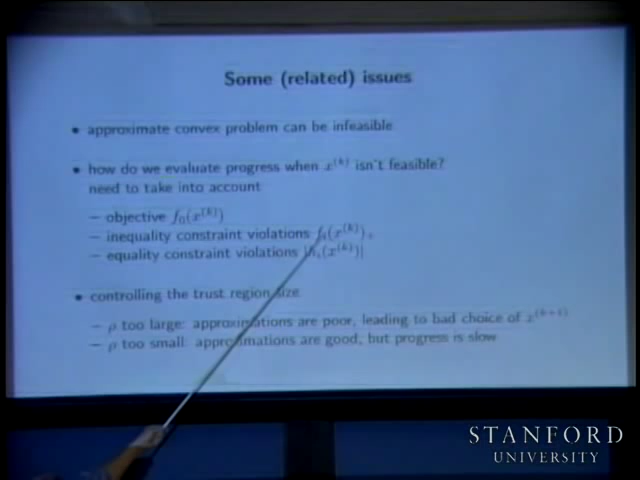 Some (related) issues
• approximate convex problem can be infeasible
• how do we evaluate progress when x^(k) isn't feasible?
need to take into account
– objective f₀(x^(k))
– inequality constraint violations fᵢ(x^(k))₊
– equality constraint violations |hᵢ(x^(k))|
• controlling the trust region size
– ρ too large: approximations are poor, leading to bad choice of x^(k+1)
– ρ too small: approximations are good, but progress is slow
STANFORD
UNIVERSITY